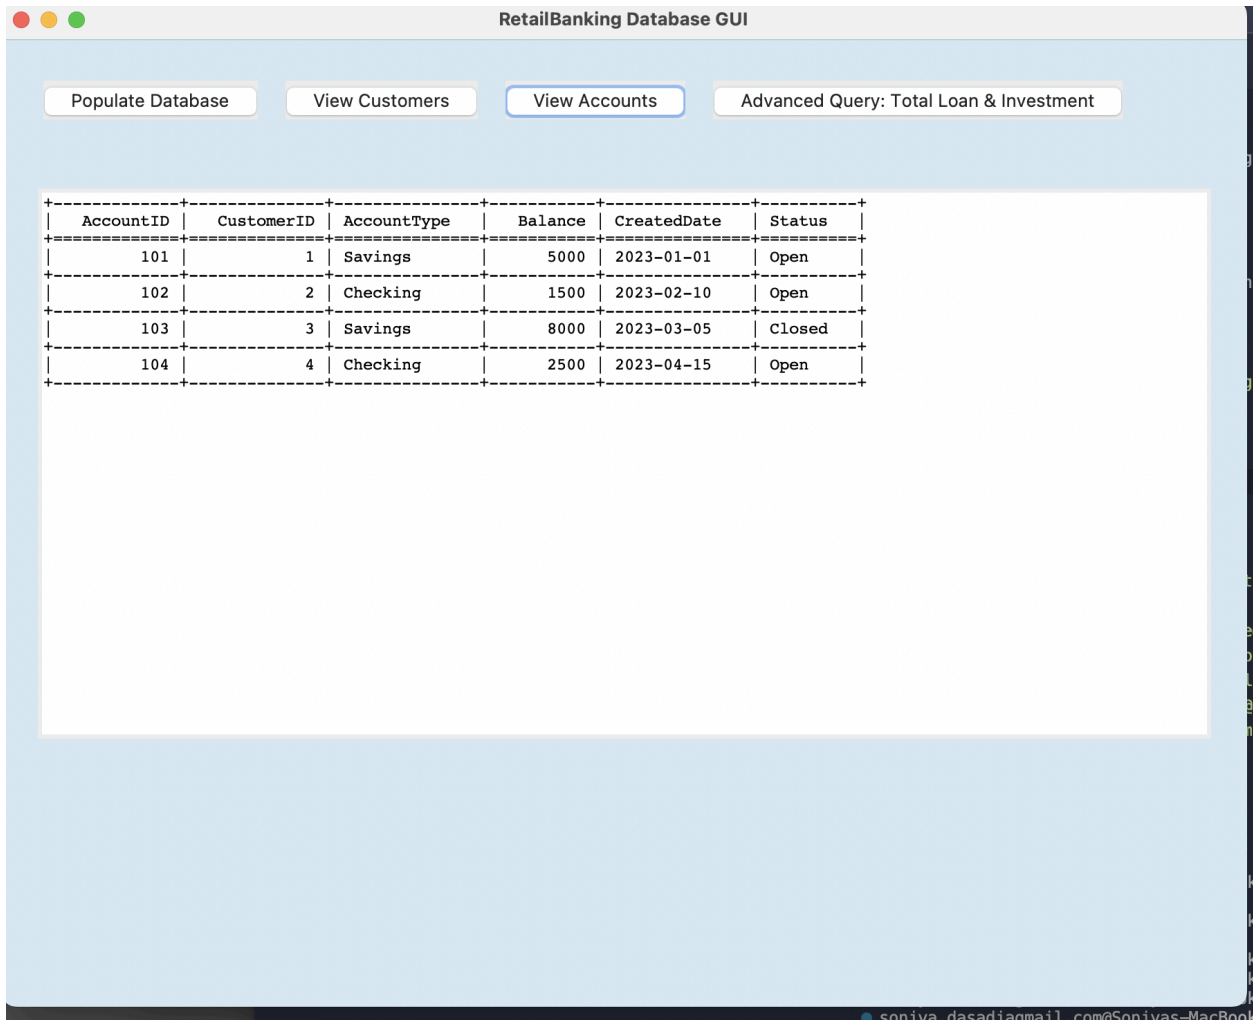 RetailBanking Database GUI
Populate Database View Customers View Accounts Advanced Query: Total Loan & Investment
+-------------+--------------+---------------+-----------+---------------+----------+
|   AccountID |   CustomerID | AccountType   |   Balance | CreatedDate   | Status   |
+=============+==============+===============+===========+===============+==========+
|         101 |            1 | Savings       |      5000 | 2023-01-01    | Open     |
+-------------+--------------+---------------+-----------+---------------+----------+
|         102 |            2 | Checking      |      1500 | 2023-02-10    | Open     |
+-------------+--------------+---------------+-----------+---------------+----------+
|         103 |            3 | Savings       |      8000 | 2023-03-05    | Closed   |
+-------------+--------------+---------------+-----------+---------------+----------+
|         104 |            4 | Checking      |      2500 | 2023-04-15    | Open     |
+-------------+--------------+---------------+-----------+---------------+----------+